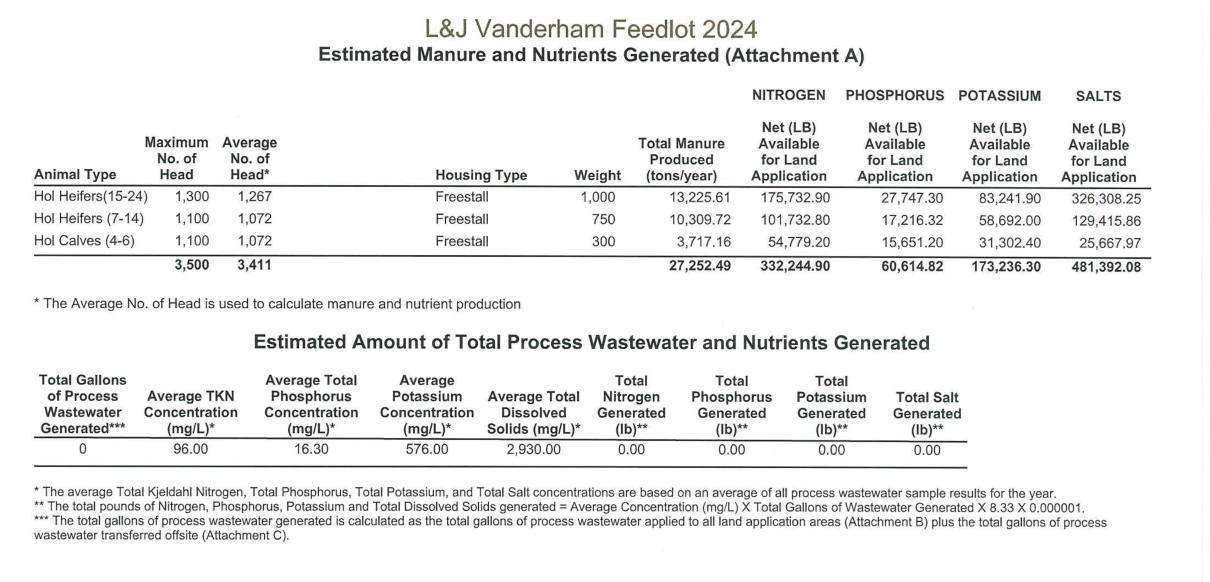 L&J Vanderham Feedlot 2024
Estimated Manure and Nutrients Generated (Attachment A)
NITROGEN PHOSPHORUS POTASSIUM SALTS
Animal Type Maximum No. of Head Average No. of Head* Housing Type Weight Total Manure Produced (tons/year) Net (LB) Available for Land Application Net (LB) Available for Land Application Net (LB) Available for Land Application Net (LB) Available for Land Application
Hol Heifers(15-24) 1,300 1,267 Freestall 1,000 13,225.61 175,732.90 27,747.30 83,241.90 326,308.25
Hol Heifers (7-14) 1,100 1,072 Freestall 750 10,309.72 101,732.80 17,216.32 58,692.00 129,415.86
Hol Calves (4-6) 1,100 1,072 Freestall 300 3,717.16 54,779.20 15,651.20 31,302.40 25,667.97
3,500 3,411 27,252.49 332,244.90 60,614.82 173,236.30 481,392.08
* The Average No. of Head is used to calculate manure and nutrient production
Estimated Amount of Total Process Wastewater and Nutrients Generated
Total Gallons of Process Wastewater Generated*** Average TKN Concentration (mg/L)* Average Total Phosphorus Concentration (mg/L)* Average Potassium Concentration (mg/L)* Average Total Dissolved Solids (mg/L)* Total Nitrogen Generated (lb)** Total Phosphorus Generated (lb)** Total Potassium Generated (lb)** Total Salt Generated (lb)**
0 96.00 16.30 576.00 2,930.00 0.00 0.00 0.00 0.00
* The average Total Kjeldahl Nitrogen, Total Phosphorus, Total Potassium, and Total Salt concentrations are based on an average of all process wastewater sample results for the year.
** The total pounds of Nitrogen, Phosphorus, Potassium and Total Dissolved Solids generated = Average Concentration (mg/L) X Total Gallons of Wastewater Generated X 8.33 X 0.000001.
*** The total gallons of process wastewater generated is calculated as the total gallons of process wastewater applied to all land application areas (Attachment B) plus the total gallons of process
wastewater transferred offsite (Attachment C).